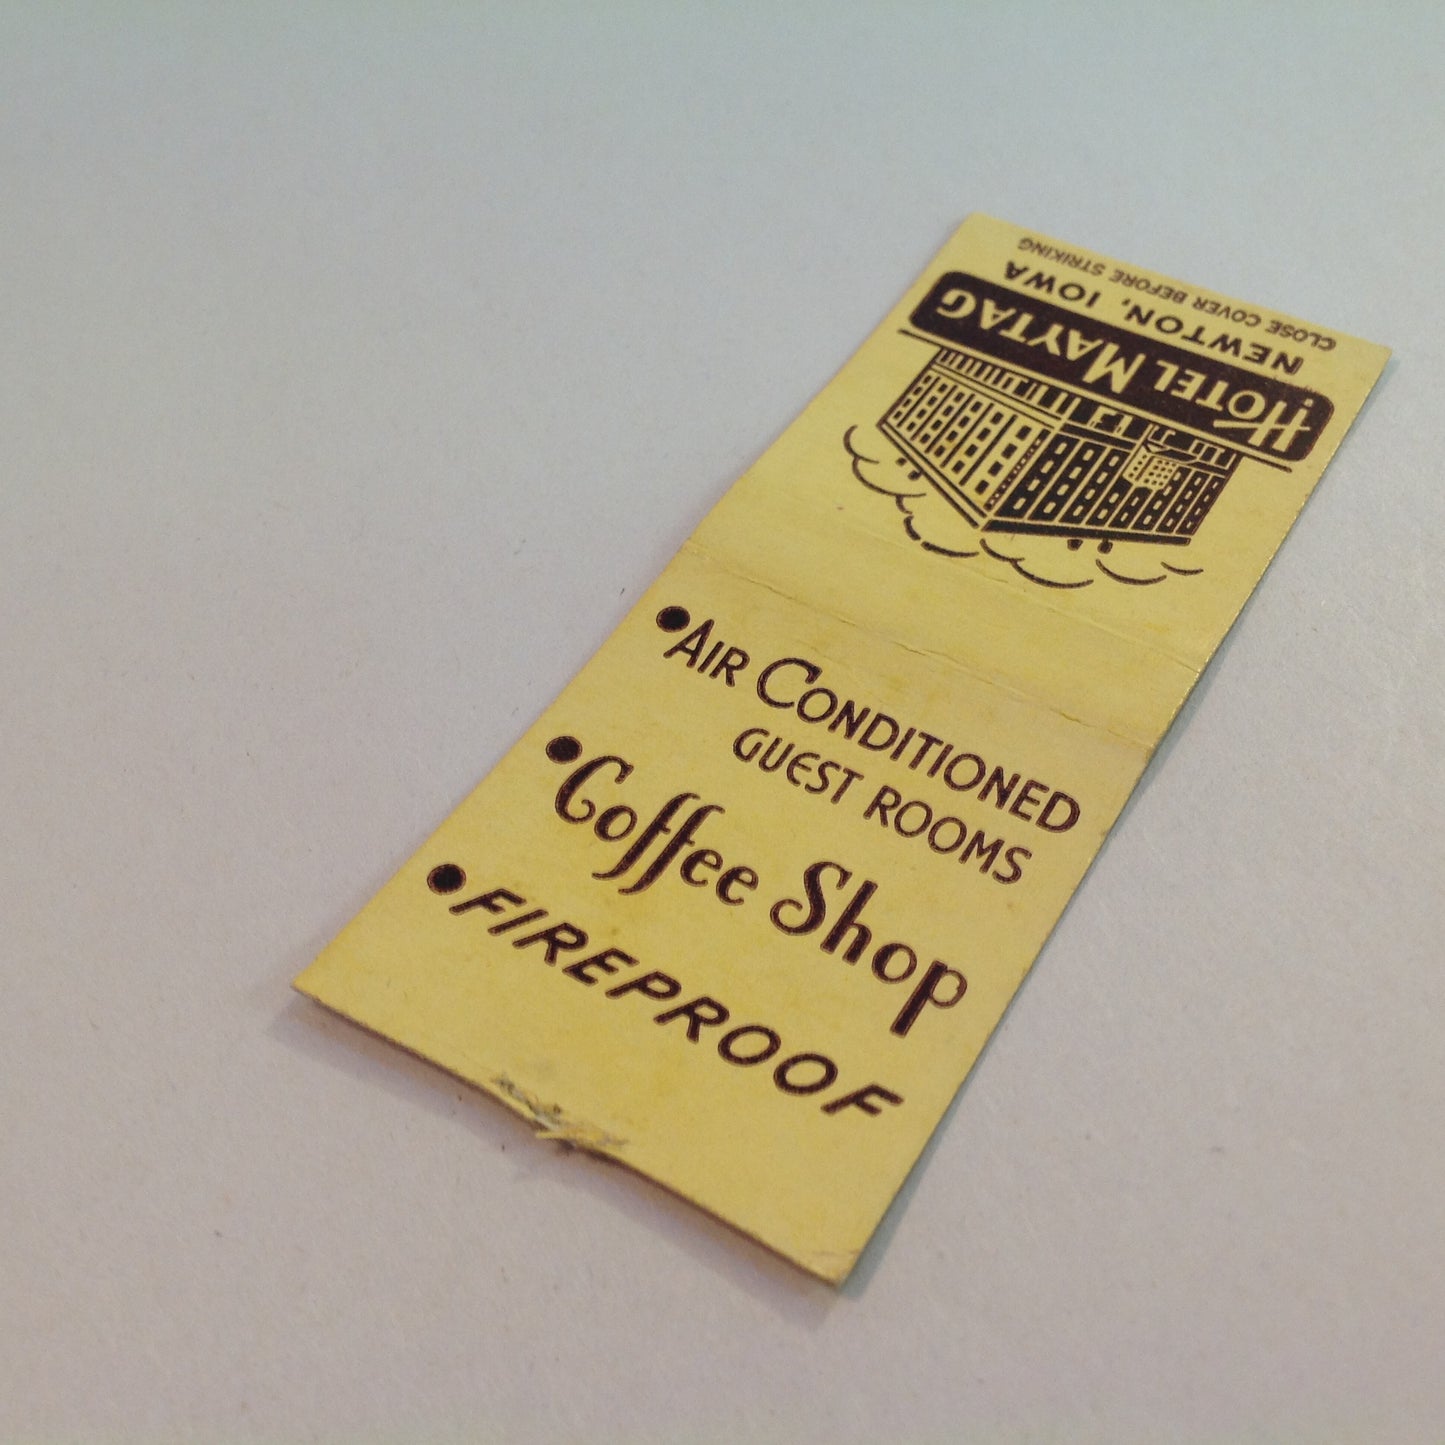 HOTEL MAYTAG
NEWTON, IOWA
CLOSE COVER BEFORE STRIKING
•AIR CONDITIONED
GUEST ROOMS
•Coffee Shop
•FIREPROOF